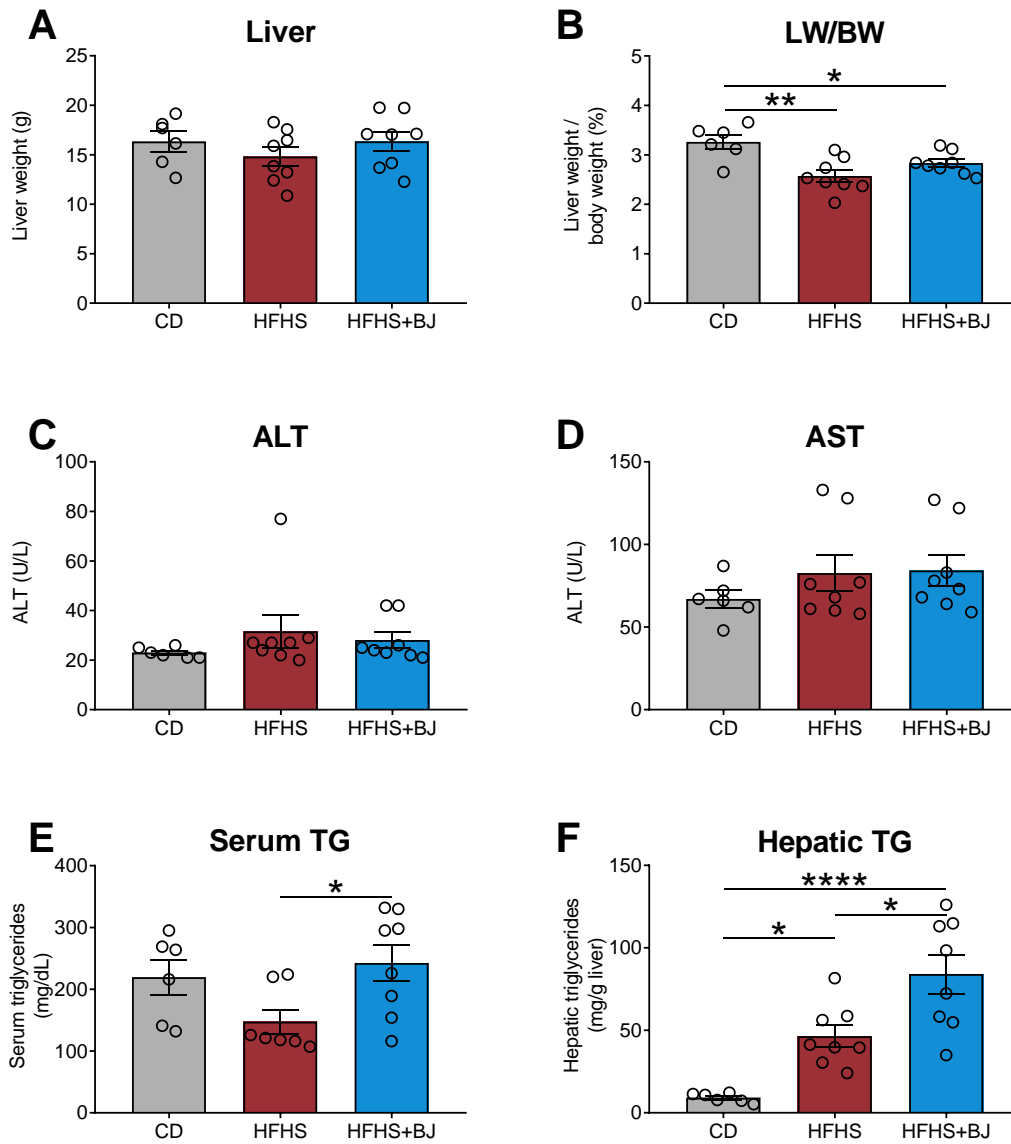 A
Liver
Liver weight (g)
25
20
15
10
5
0
CD
HFHS
HFHS+BJ
B
LW/BW
Liver weight /
body weight (%)
5
4
3
2
1
0
*
**
CD
HFHS
HFHS+BJ
C
ALT
ALT (U/L)
100
80
60
40
20
0
CD
HFHS
HFHS+BJ
D
AST
ALT (U/L)
150
100
50
0
CD
HFHS
HFHS+BJ
E
Serum TG
Serum triglycerides
(mg/dL)
400
300
200
100
0
*
CD
HFHS
HFHS+BJ
F
Hepatic TG
Hepatic triglycerides
(mg/g liver)
150
100
50
0
****
*
*
CD
HFHS
HFHS+BJ